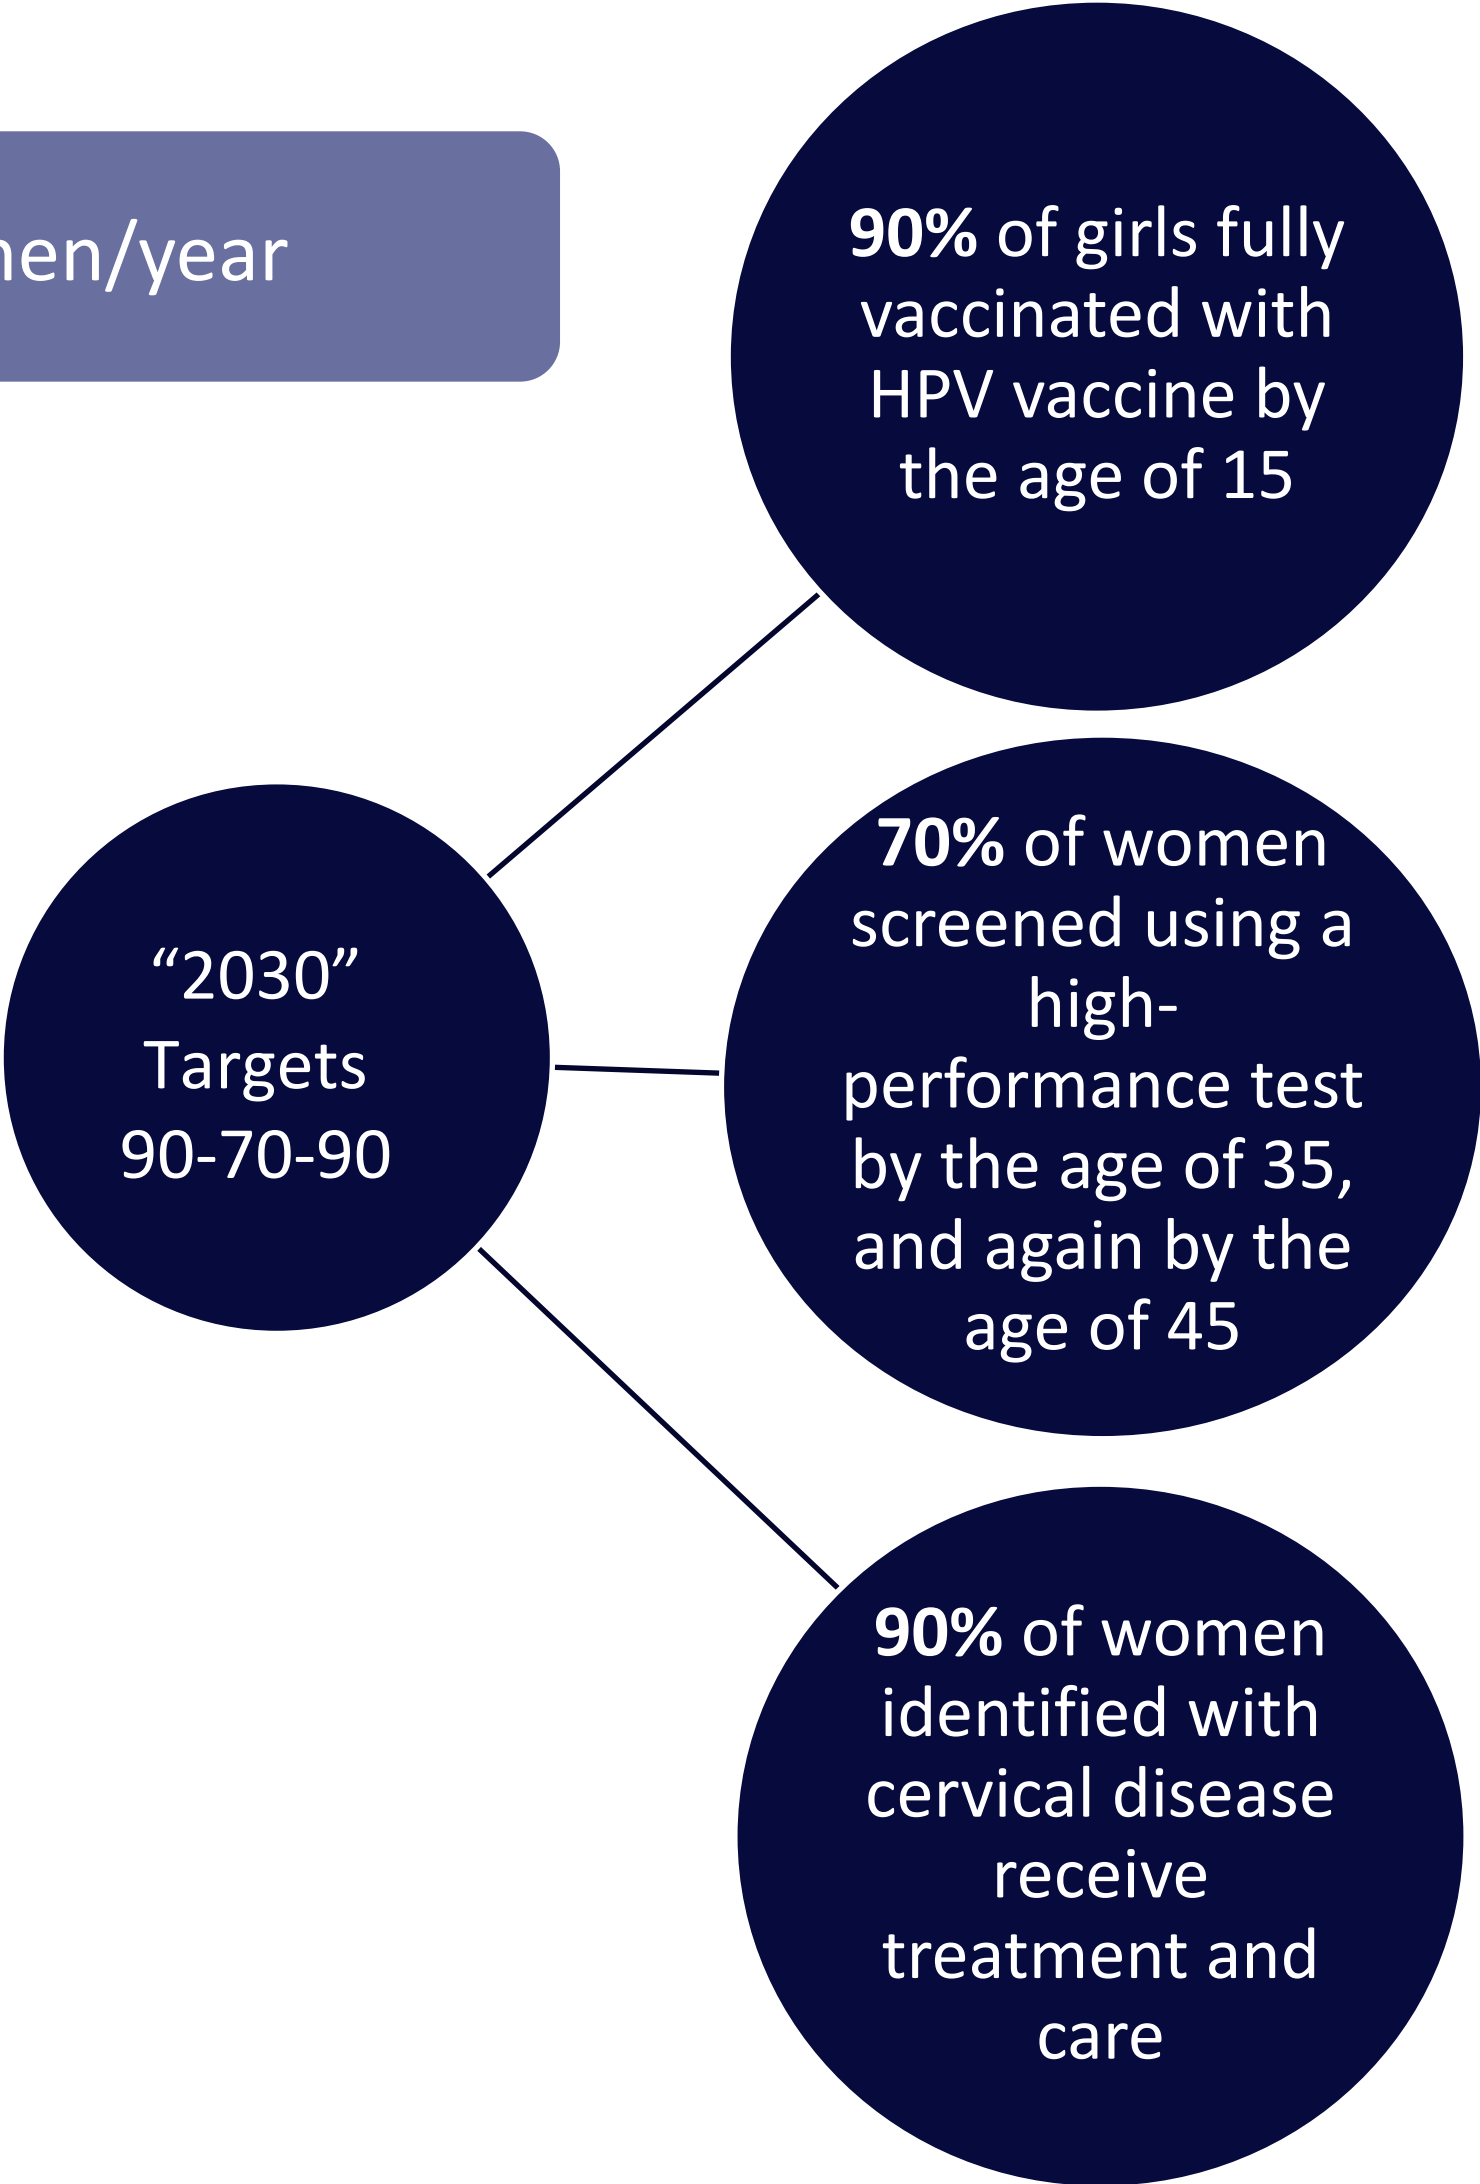 /year
90% of girls fully
vaccinated with
HPV vaccine by
the age of 15
“2030”
Targets
90-70-90
70% of women
screened using a
high-
performance test
by the age of 35,
and again by the
age of 45
90% of women
identified with
cervical disease
receive
treatment and
care